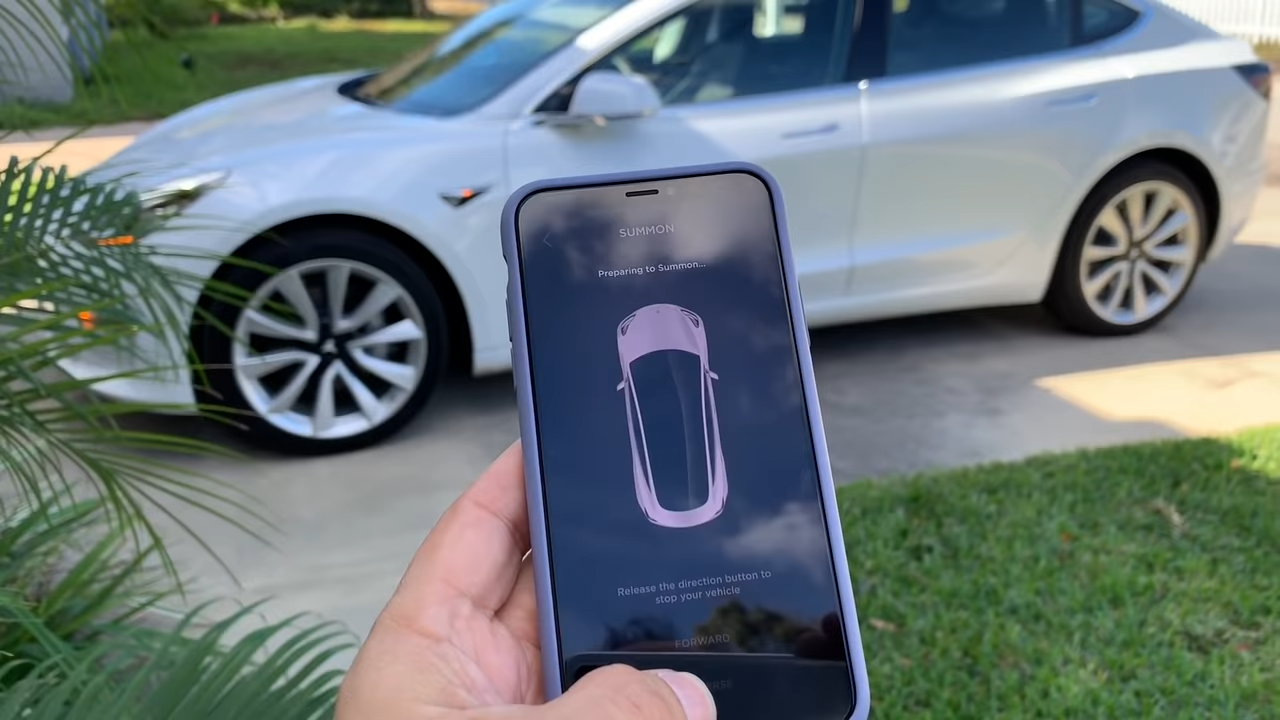 SUMMON
Preparing to Summon...
Release the direction button to
stop your vehicle
FORWARD